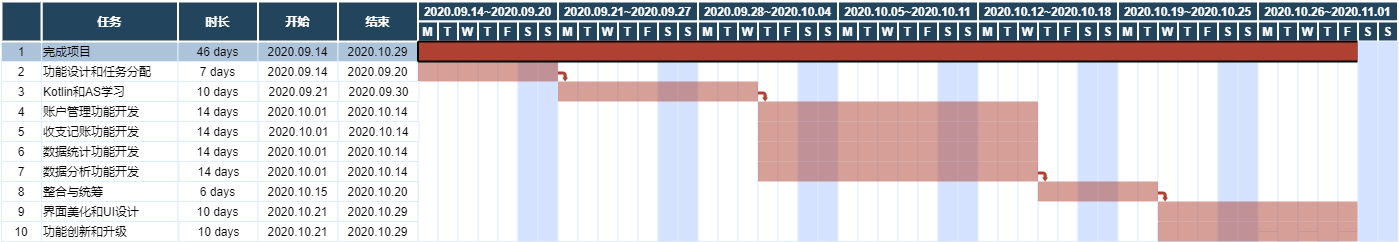 任务 时长 开始 结束 2020.09.14~2020.09.20 2020.09.21~2020.09.27 2020.09.28~2020.10.04 2020.10.05~2020.10.11 2020.10.12~2020.10.18 2020.10.19~2020.10.25 2020.10.26~2020.11.01
M T W T F S S M T W T F S S M T W T F S S M T W T F S S M T W T F S S M T W T F S S M T W T F S S
1 完成项目 46 days 2020.09.14 2020.10.29
2 功能设计和任务分配 7 days 2020.09.14 2020.09.20
3 Kotlin和AS学习 10 days 2020.09.21 2020.09.30
4 账户管理功能开发 14 days 2020.10.01 2020.10.14
5 收支记账功能开发 14 days 2020.10.01 2020.10.14
6 数据统计功能开发 14 days 2020.10.01 2020.10.14
7 数据分析功能开发 14 days 2020.10.01 2020.10.14
8 整合与统筹 6 days 2020.10.15 2020.10.20
9 界面美化和UI设计 10 days 2020.10.21 2020.10.29
10 功能创新和升级 10 days 2020.10.21 2020.10.29